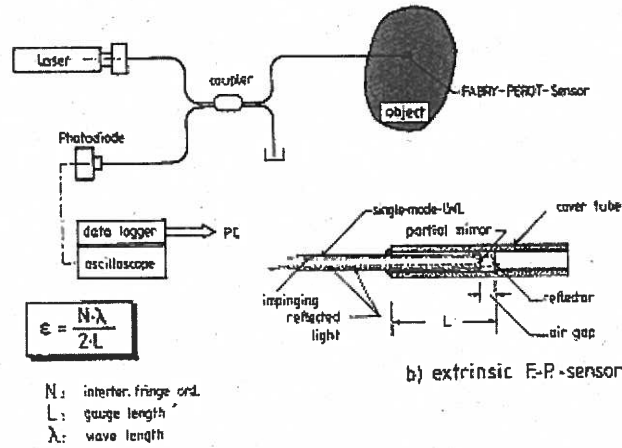 Laser
coupler
FABRY-PEROT-Sensor
object
Photodiode
data logger
PC
oscilloscope
single-mode-LWL
partial mirror
cover tube
impinging
reflected
light
L
reflector
air gap
ε = N·λ / 2·L
b) extrinsic F.-P.-sensor
N: interfer. fringe ord.
L: gauge length
λ: wave length